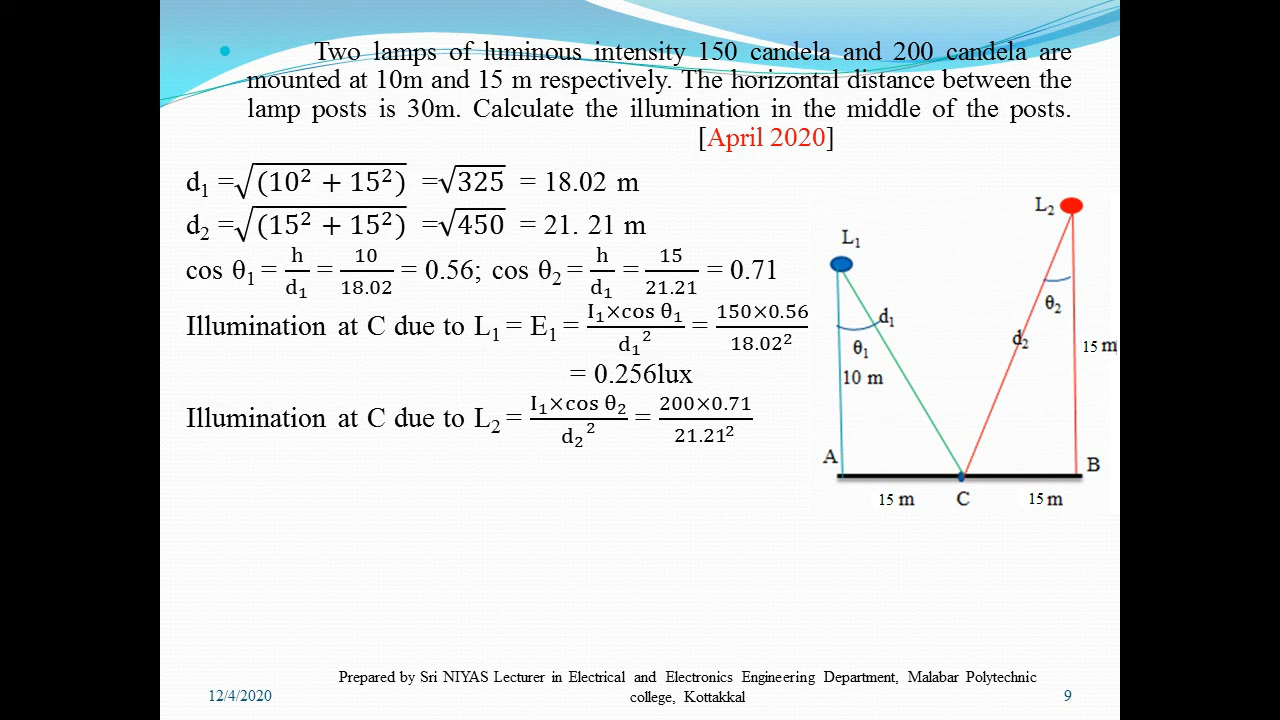 Two lamps of luminous intensity 150 candela and 200 candela are
mounted at 10m and 15 m respectively. The horizontal distance between the
lamp posts is 30m. Calculate the illumination in the middle of the posts.
[April 2020]
d₁ =√(10² + 15²) =√325 = 18.02 m
d₂ =√(15² + 15²) =√450 = 21. 21 m
cos θ₁ = h/d₁ = 10/18.02 = 0.56; cos θ₂ = h/d₁ = 15/21.21 = 0.71
Illumination at C due to L₁ = E₁ = I₁×cos θ₁/d₁² = 150×0.56/18.02²
= 0.256lux
Illumination at C due to L₂ = I₁×cos θ₂/d₂² = 200×0.71/21.21²
L₂
L₁
θ₂
d₁
d₂
15 m
θ₁
10 m
A
B
15 m
C
15 m
Prepared by Sri NIYAS Lecturer in Electrical and Electronics Engineering Department, Malabar Polytechnic
12/4/2020
college, Kottakkal
9